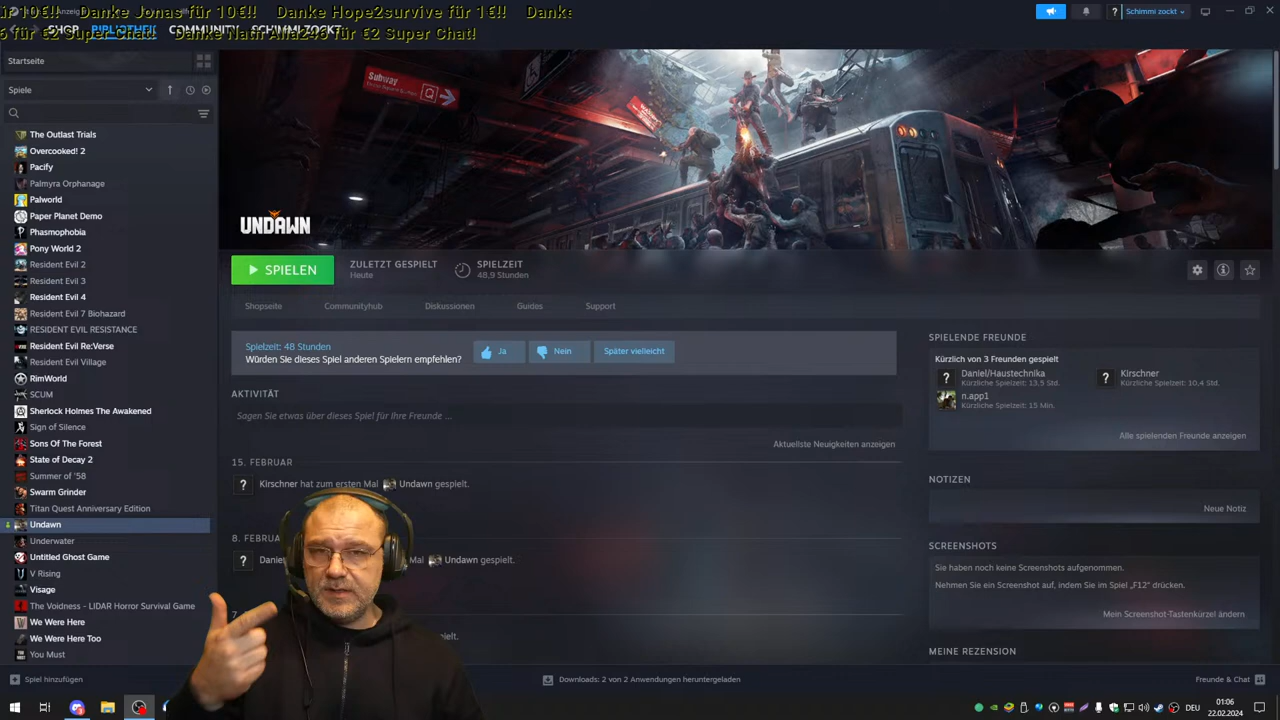 10€!! Danke Jonas für 10€!! Danke Hope2survive für 1€!! Danke
6 für €2 Super Chat! Danke Nafri Afiaz46 für €2 Super Chat!
SHOP BIBLIOTHEK COMMUNITY SCHIMMI ZOCKT
? Schimmi zockt
Startseite
Spiele
The Outlast Trials
Overcooked! 2
Pacify
Palmyra Orphanage
Palworld
Paper Planet Demo
Phasmophobia
Pony World 2
Resident Evil 2
Resident Evil 3
Resident Evil 4
Resident Evil 7 Biohazard
RESIDENT EVIL RESISTANCE
Resident Evil Re:Verse
Resident Evil Village
RimWorld
SCUM
Sherlock Holmes The Awakened
Sign of Silence
Sons Of The Forest
State of Decay 2
Summer of '58
Swarm Grinder
Titan Quest Anniversary Edition
Undawn
Underwater
Untitled Ghost Game
V Rising
Visage
The Voidness - LIDAR Horror Survival Game
We Were Here
We Were Here Too
You Must
Spiel hinzufügen
Subway Q
UNDAWN
SPIELEN
ZULETZT GESPIELT
Heute
SPIELZEIT
48,9 Stunden
Shopseite Communityhub Diskussionen Guides Support
Spielzeit: 48 Stunden
Würden Sie dieses Spiel anderen Spielern empfehlen?
Ja Nein Später vielleicht
AKTIVITÄT
Sagen Sie etwas über dieses Spiel für Ihre Freunde ...
Aktuellste Neuigkeiten anzeigen
15. FEBRUAR
? Kirschner hat zum ersten Mal Undawn gespielt.
8. FEBRUA
? Daniel Mal Undawn gespielt.
7.
gespielt.
SPIELENDE FREUNDE
Kürzlich von 3 Freunden gespielt
? Daniel/Haustechnika
Kürzliche Spielzeit: 13,5 Std.
? Kirschner
Kürzliche Spielzeit: 10,4 Std.
n.app1
Kürzliche Spielzeit: 15 Min.
Alle spielenden Freunde anzeigen
NOTIZEN
Neue Notiz
SCREENSHOTS
Sie haben noch keine Screenshots aufgenommen.
Nehmen Sie ein Screenshot auf, indem Sie im Spiel „F12" drücken.
Mein Screenshot-Tastenkürzel ändern
MEINE REZENSION
Downloads: 2 von 2 Anwendungen heruntergeladen
Freunde & Chat
DEU
01:06
22.02.2024